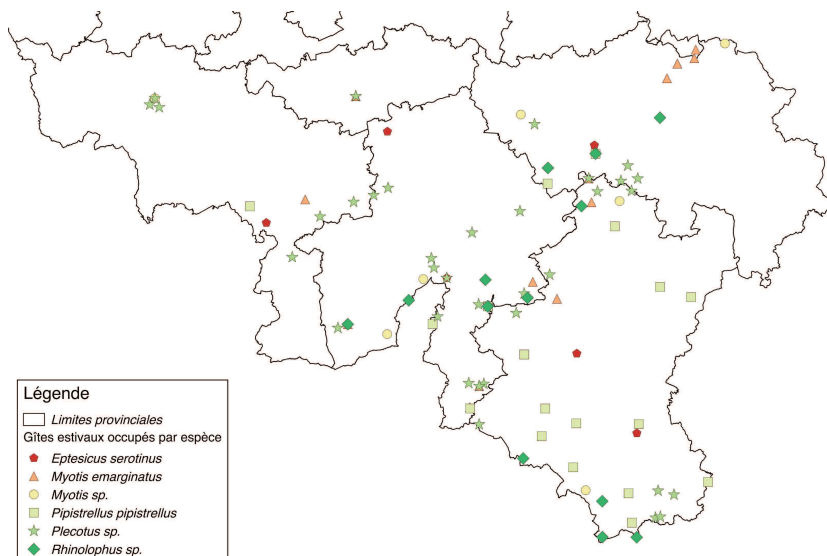 Légende
Limites provinciales
Gîtes estivaux occupés par espèce
Eptesicus serotinus
Myotis emarginatus
Myotis sp.
Pipistrellus pipistrellus
Plecotus sp.
Rhinolophus sp.